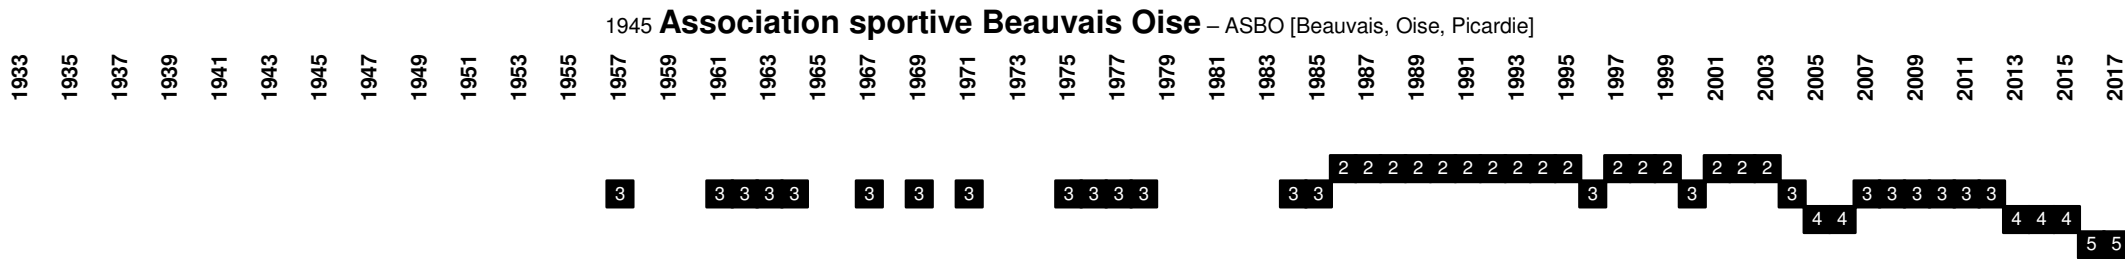 1945 Association sportive Beauvais Oise – ASBO [Beauvais, Oise, Picardie]
1933 1935 1937 1939 1941 1943 1945 1947 1949 1951 1953 1955 1957 1959 1961 1963 1965 1967 1969 1971 1973 1975 1977 1979 1981 1983 1985 1987 1989 1991 1993 1995 1997 1999 2001 2003 2005 2007 2009 2011 2013 2015 2017
2 2 2 2 2 2 2 2 2 2 2 2 2 2 2 2
3 3 3 3 3 3 3 3 3 3 3 3 3 3 3 3 3 3 3 3 3 3 3
4 4 4 4 4
5 5